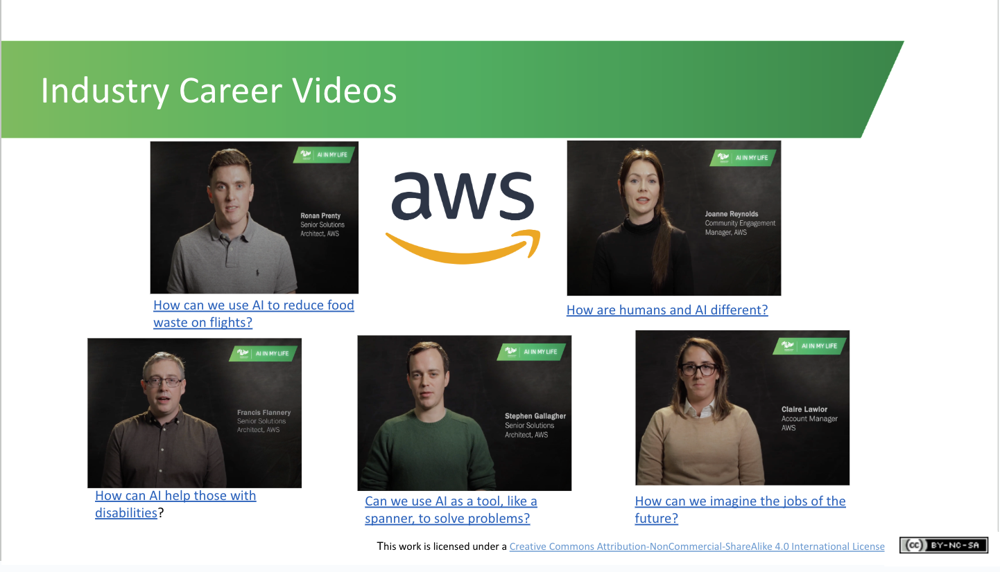 Industry Career Videos
AI IN MY LIFE
Ronan Prenty
Senior Solutions
Architect, AWS
aws
AI IN MY LIFE
Joanne Reynolds
Community Engagement
Manager, AWS
How can we use AI to reduce food
waste on flights?
How are humans and AI different?
AI IN MY LIFE
Francis Flannery
Senior Solutions
Architect, AWS
AI IN MY LIFE
Stephen Gallagher
Senior Solutions
Architect, AWS
AI IN MY LIFE
Claire Lawlor
Account Manager
AWS
How can AI help those with
disabilities?
Can we use AI as a tool, like a
spanner, to solve problems?
How can we imagine the jobs of the
future?
This work is licensed under a Creative Commons Attribution-NonCommercial-ShareAlike 4.0 International License
cc BY-NC-SA